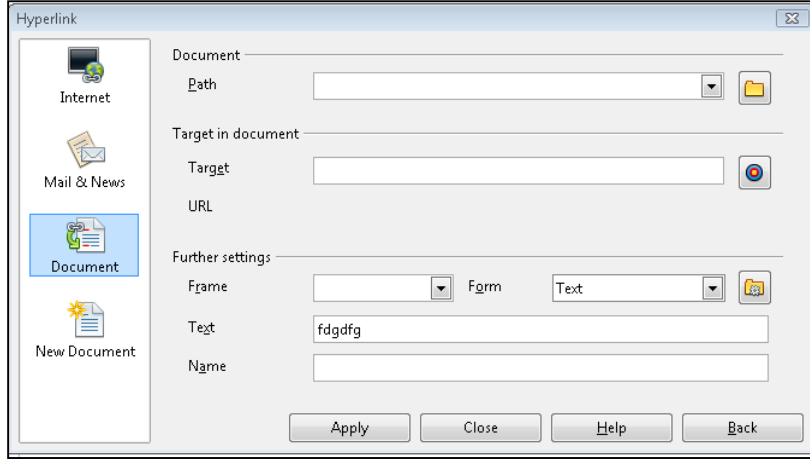 Hyperlink
Internet
Mail & News
Document
New Document
Document
Path
Target in document
Target
URL
Further settings
Frame
Form Text
Text fdgdfg
Name
Apply Close Help Back